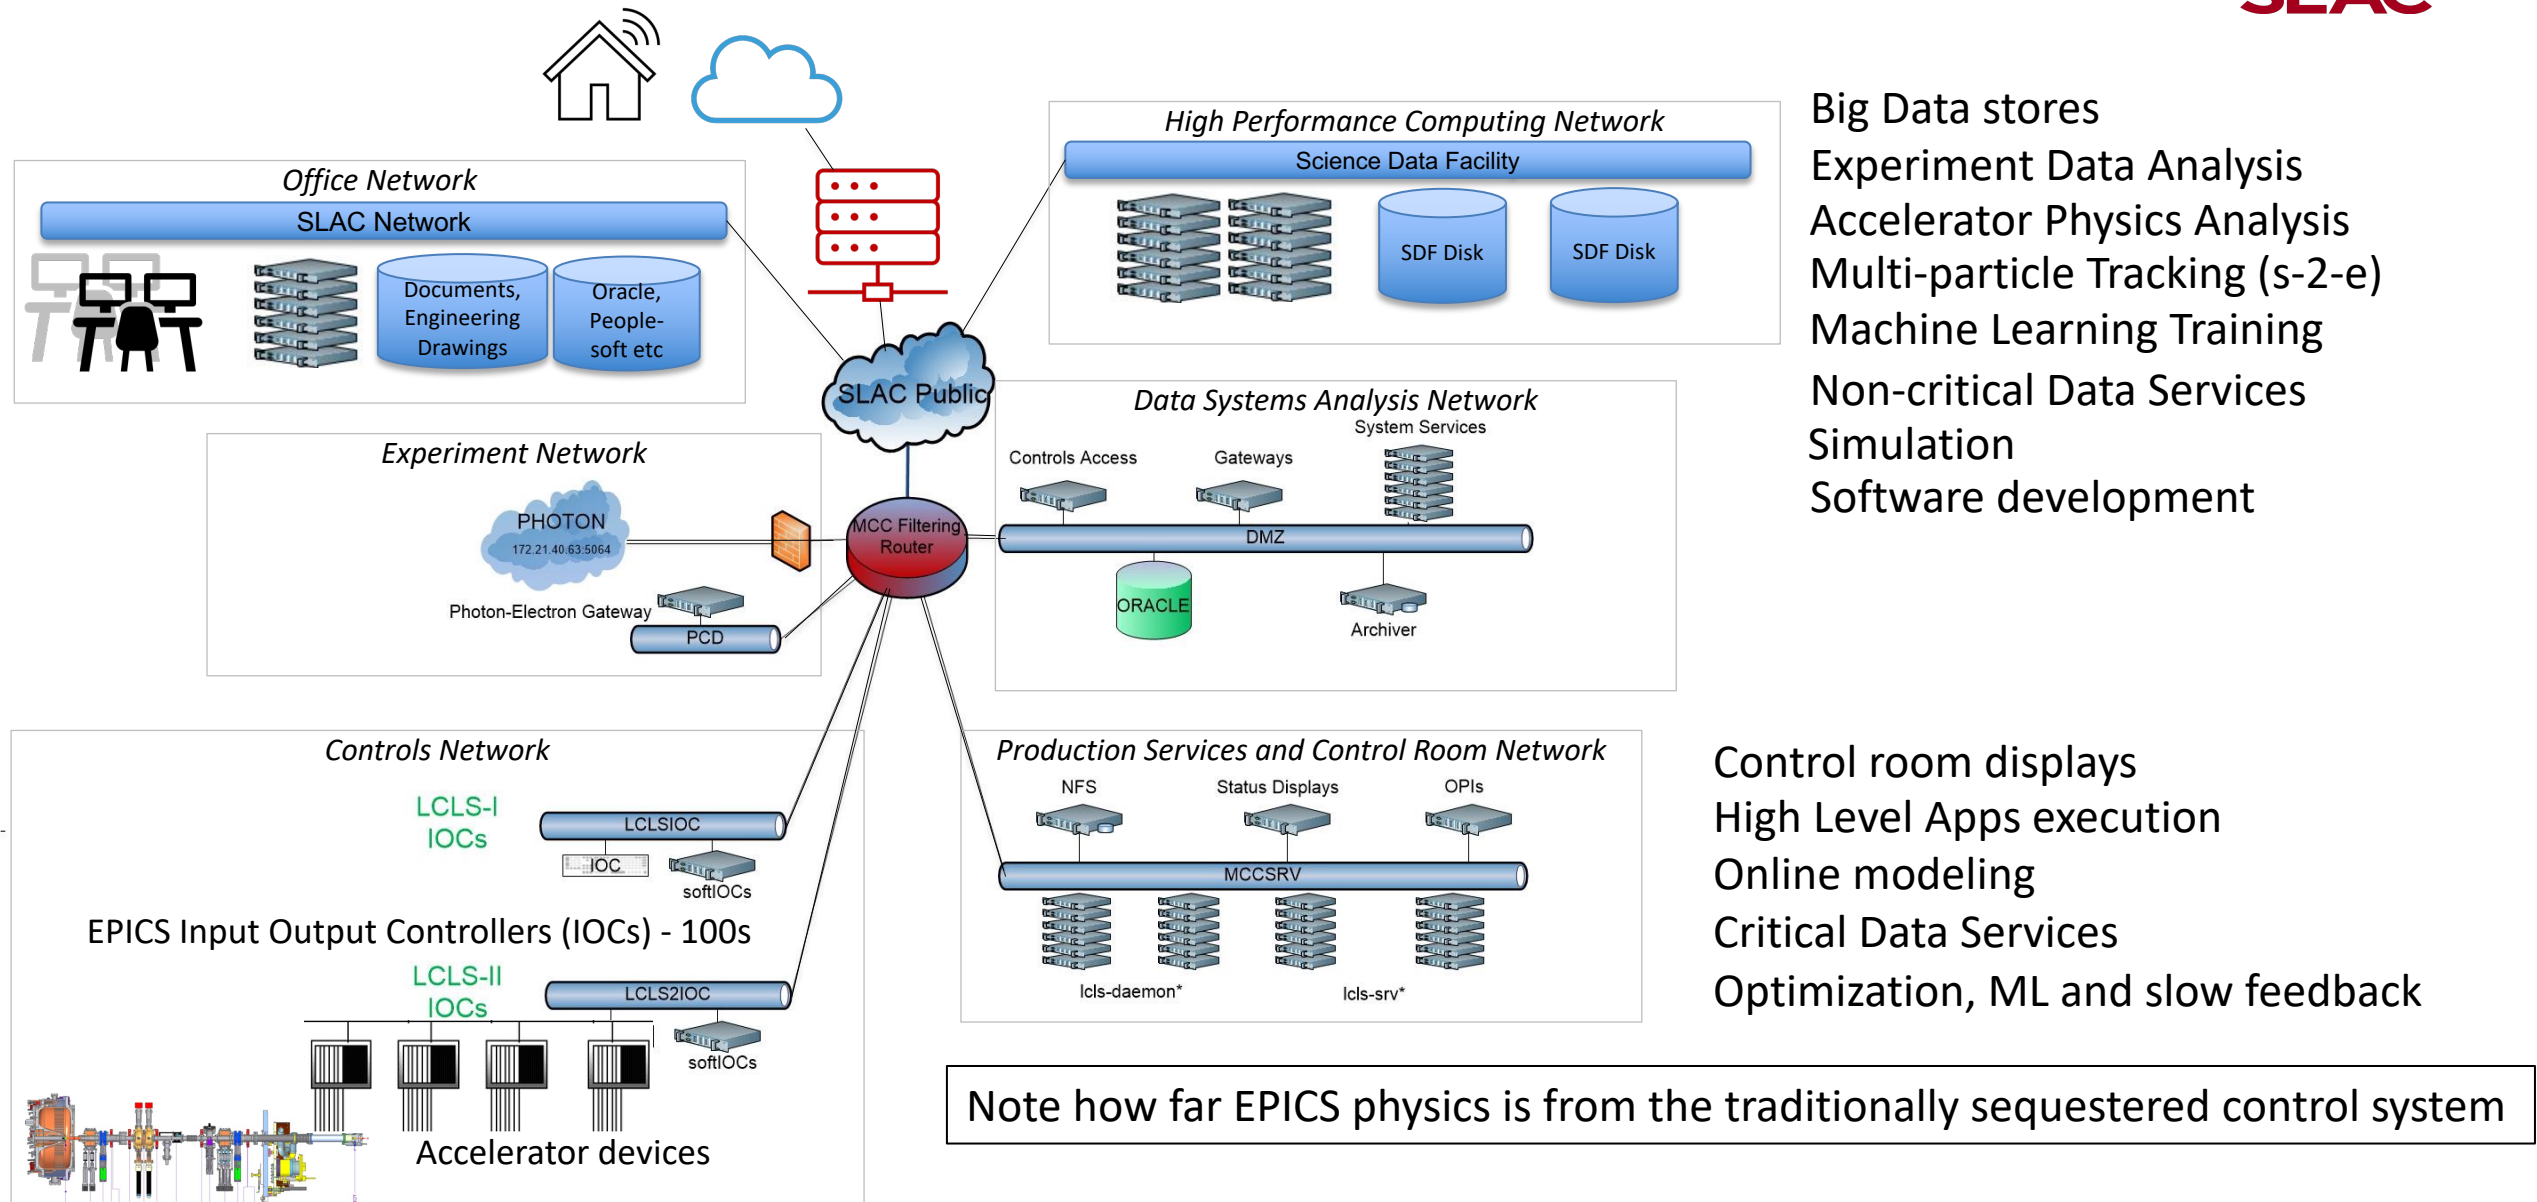 SLAC
High Performance Computing Network
Science Data Facility
SDF Disk
SDF Disk
Office Network
SLAC Network
Documents,
Engineering
Drawings
Oracle,
People-
soft etc
SLAC Public
Big Data stores
Experiment Data Analysis
Accelerator Physics Analysis
Multi-particle Tracking (s-2-e)
Machine Learning Training
Non-critical Data Services
Simulation
Software development
Experiment Network
PHOTON
172.21.40.63:5064
Photon-Electron Gateway
PCD
MCC Filtering
Router
Data Systems Analysis Network
System Services
Controls Access
Gateways
DMZ
ORACLE
Archiver
Controls Network
LCLS-I
IOCs
LCLSIOC
IOC
softIOCs
EPICS Input Output Controllers (IOCs) - 100s
LCLS-II
IOCs
LCLS2IOC
softIOCs
Accelerator devices
Production Services and Control Room Network
NFS
Status Displays
OPIs
MCCSRV
lcls-daemon*
lcls-srv*
Control room displays
High Level Apps execution
Online modeling
Critical Data Services
Optimization, ML and slow feedback
Note how far EPICS physics is from the traditionally sequestered control system